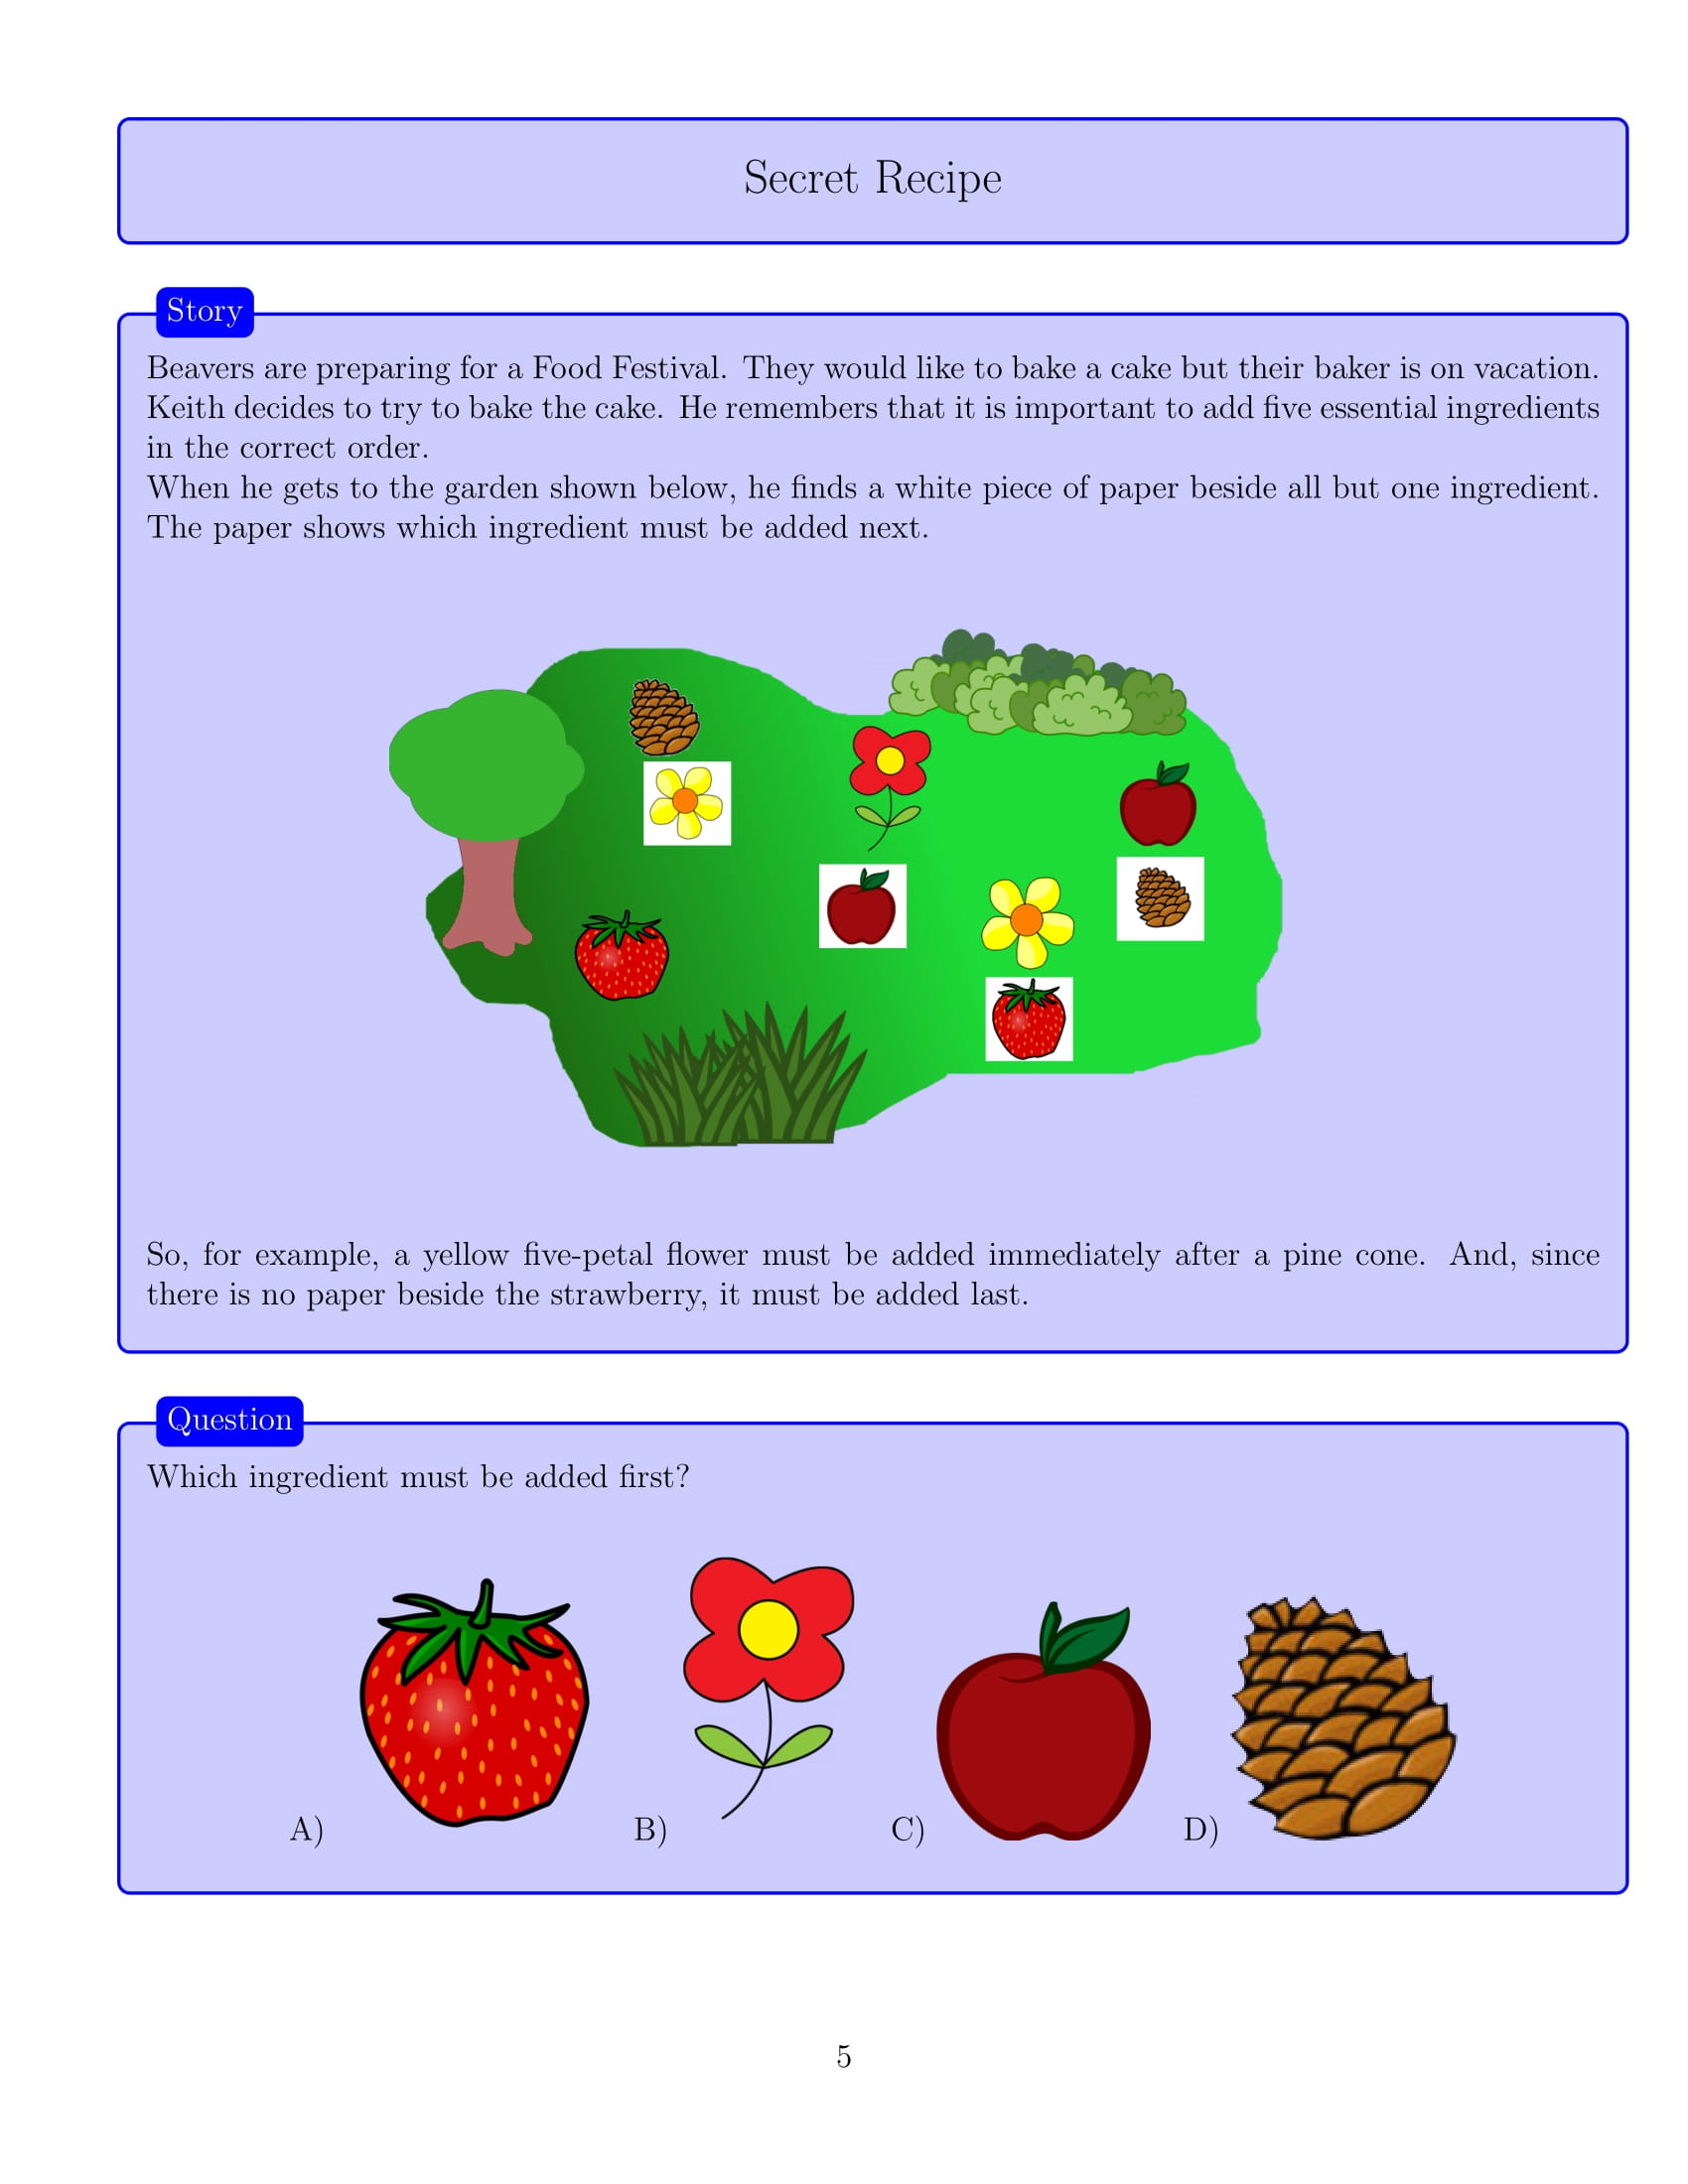 Secret Recipe
Story
Beavers are preparing for a Food Festival. They would like to bake a cake but their baker is on vacation.
Keith decides to try to bake the cake. He remembers that it is important to add five essential ingredients
in the correct order.
When he gets to the garden shown below, he finds a white piece of paper beside all but one ingredient.
The paper shows which ingredient must be added next.
So, for example, a yellow five-petal flower must be added immediately after a pine cone. And, since
there is no paper beside the strawberry, it must be added last.
Question
Which ingredient must be added first?
A) B) C) D)
5